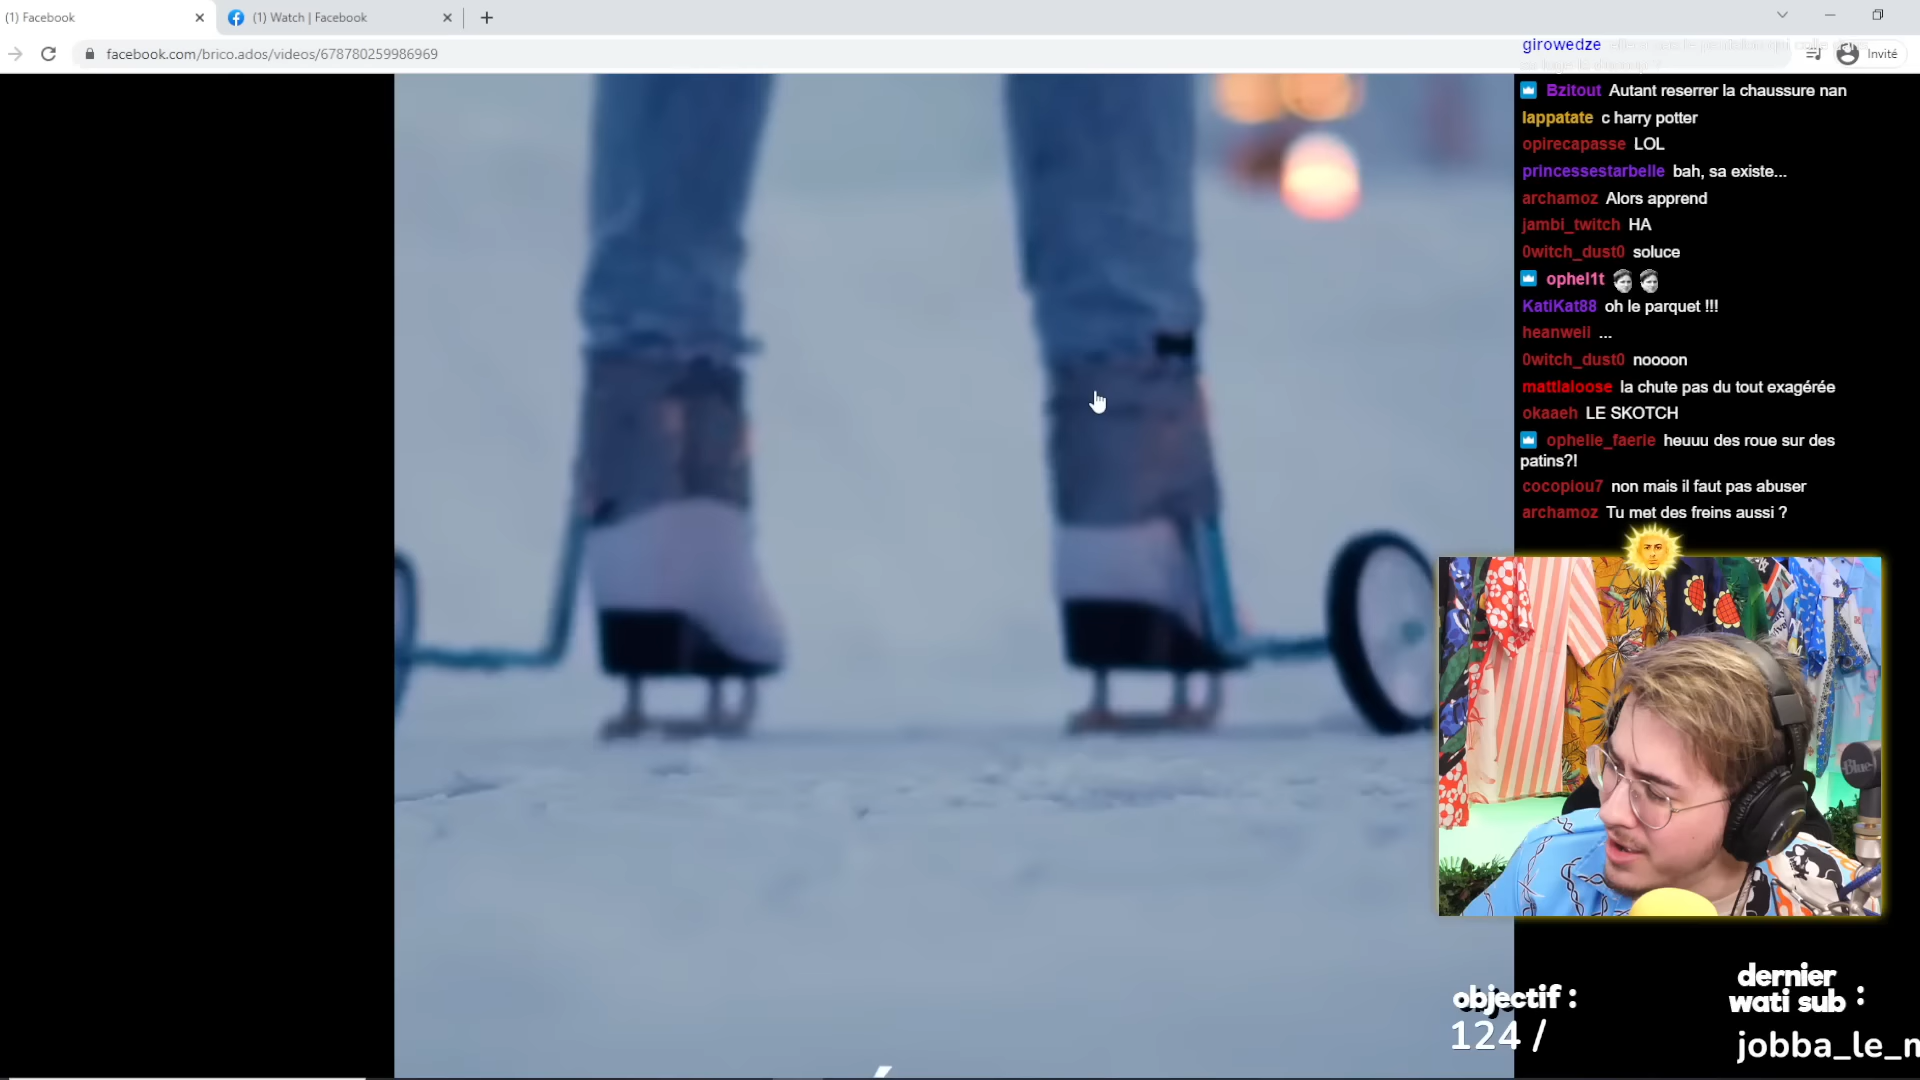 (1) Facebook
(1) Watch | Facebook
facebook.com/brico.ados/videos/678780259986969
Invité
girowedze
Bzitout Autant reserrer la chaussure nan
lappatate c harry potter
opirecapasse LOL
princessestarbelle bah, sa existe...
archamoz Alors apprend
jambi_twitch HA
0witch_dust0 soluce
ophel1t
KatiKat88 oh le parquet !!!
heanweii ...
0witch_dust0 noooon
mattlaloose la chute pas du tout exagérée
okaaeh LE SKOTCH
ophelie_faerie heuuu des roue sur des
patins?!
cocopiou7 non mais il faut pas abuser
archamoz Tu met des freins aussi ?
Blue
objectif :
124 /
dernier
wati sub :
jobba_le_n